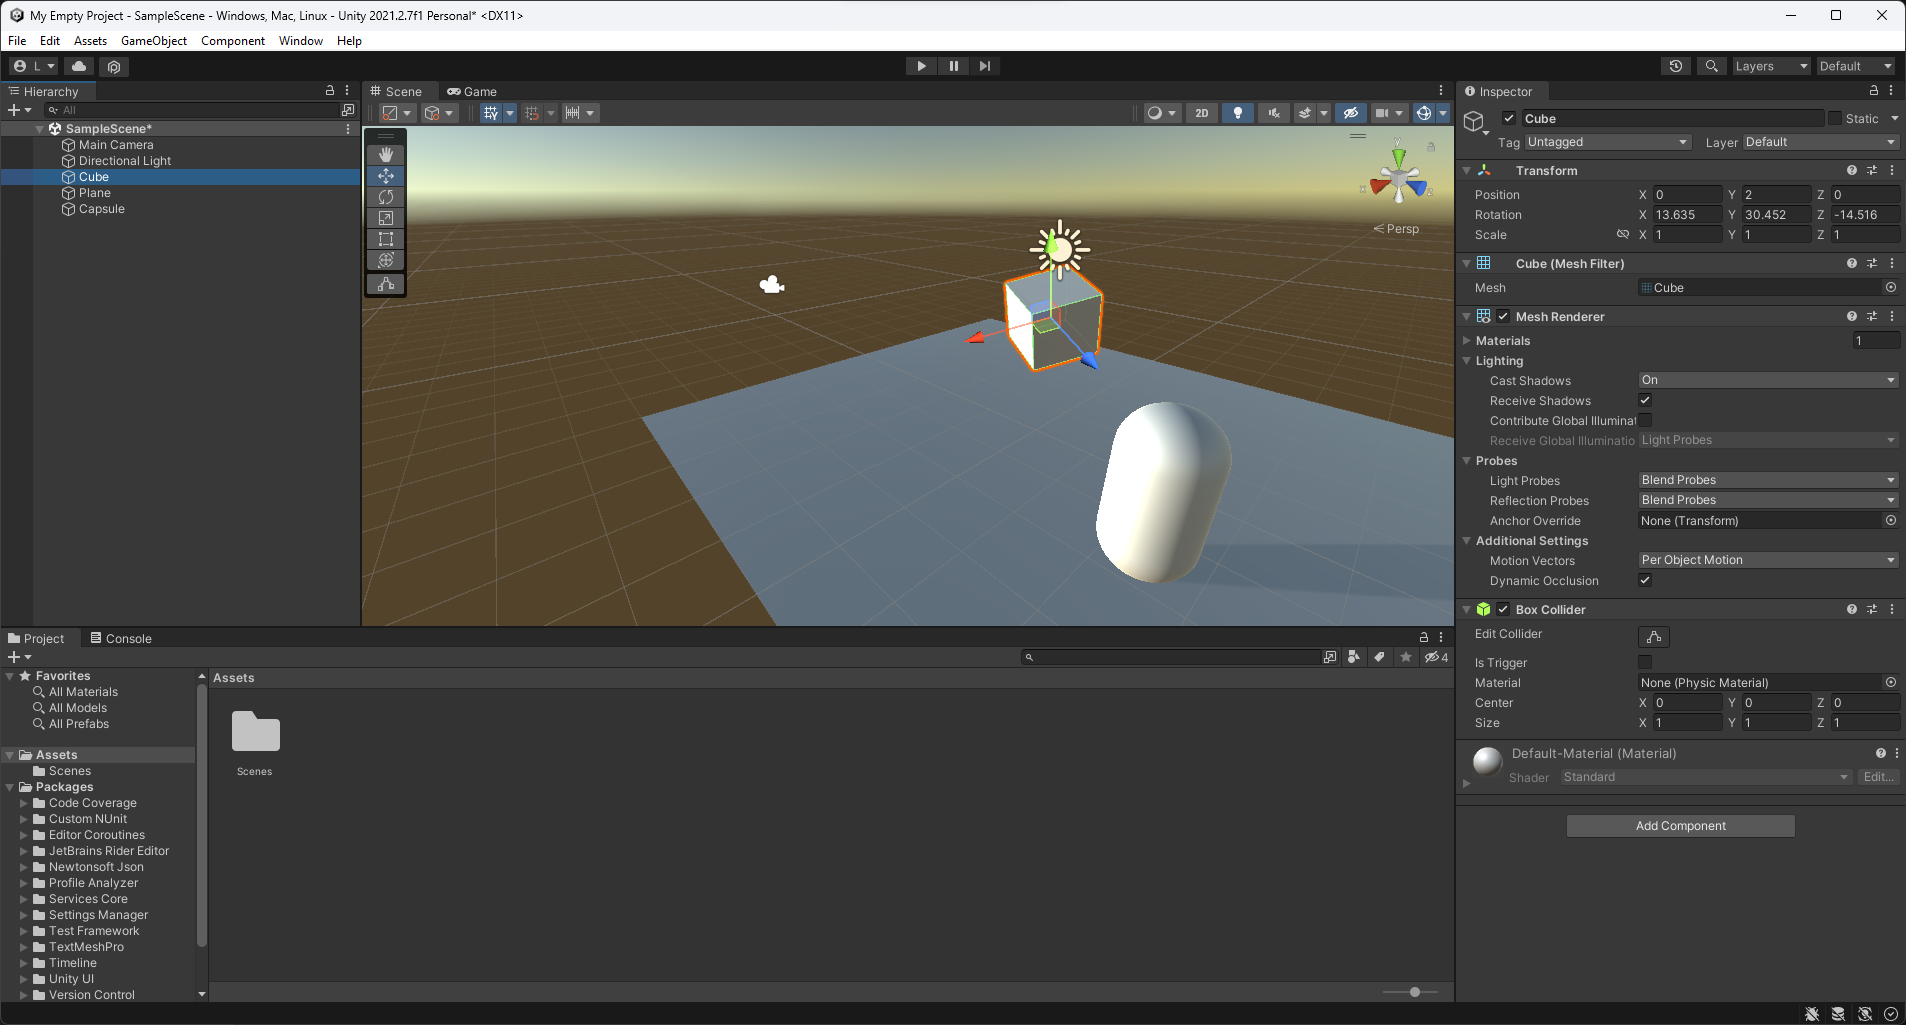 My Empty Project - SampleScene - Windows, Mac, Linux - Unity 2021.2.7f1 Personal* <DX11>
File Edit Assets GameObject Component Window Help
L
Layers Default
Hierarchy
All
SampleScene*
Main Camera
Directional Light
Cube
Plane
Capsule
Scene Game
2D
y
x
z
Persp
Inspector
Cube Static
Tag Untagged Layer Default
Transform
Position X 0 Y 2 Z 0
Rotation X 13.635 Y 30.452 Z -14.516
Scale X 1 Y 1 Z 1
Cube (Mesh Filter)
Mesh Cube
Mesh Renderer
Materials 1
Lighting
Cast Shadows On
Receive Shadows
Contribute Global Illuminat
Receive Global Illuminatio Light Probes
Probes
Light Probes Blend Probes
Reflection Probes Blend Probes
Anchor Override None (Transform)
Additional Settings
Motion Vectors Per Object Motion
Dynamic Occlusion
Box Collider
Edit Collider
Is Trigger
Material None (Physic Material)
Center X 0 Y 0 Z 0
Size X 1 Y 1 Z 1
Default-Material (Material)
Shader Standard Edit...
Add Component
Project Console
4
Favorites
All Materials
All Models
All Prefabs
Assets
Scenes
Packages
Code Coverage
Custom NUnit
Editor Coroutines
JetBrains Rider Editor
Newtonsoft Json
Profile Analyzer
Services Core
Settings Manager
Test Framework
TextMeshPro
Timeline
Unity UI
Version Control
Assets
Scenes